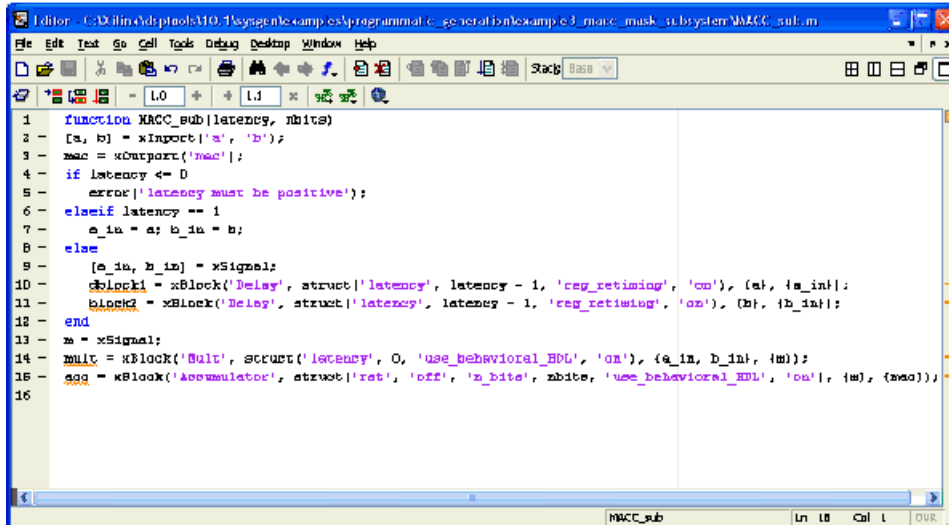 Editor - C:\Xilinx\dsptools\10.1\sysgen\examples\programmatic_generation\example3_macc_mask_subsystem\MACC_sub.m
File Edit Text Go Cell Tools Debug Desktop Window Help
Stack: Base
- 1.0 + ÷ 1.1 ×
1 function MACC_sub(latency, nbits)
2 - [a, b] = xInport('a', 'b');
3 - mac = xOutport('mac');
4 - if latency <= 0
5 - error('latency must be positive');
6 - elseif latency == 1
7 - a_in = a; b_in = b;
8 - else
9 - [a_in, b_in] = xSignal;
10 - dblock1 = xBlock('Delay', struct('latency', latency - 1, 'reg_retiming', 'on'), {a}, {a_in});
11 - block2 = xBlock('Delay', struct('latency', latency - 1, 'reg_retiming', 'on'), {b}, {b_in});
12 - end
13 - m = xSignal;
14 - mult = xBlock('Mult', struct('latency', 0, 'use_behavioral_HDL', 'on'), {a_in, b_in}, {m});
15 - acc = xBlock('Accumulator', struct('rst', 'off', 'n_bits', nbits, 'use_behavioral_HDL', 'on'), {m}, {mac});
16
MACC_sub Ln 16 Col 1 OVR